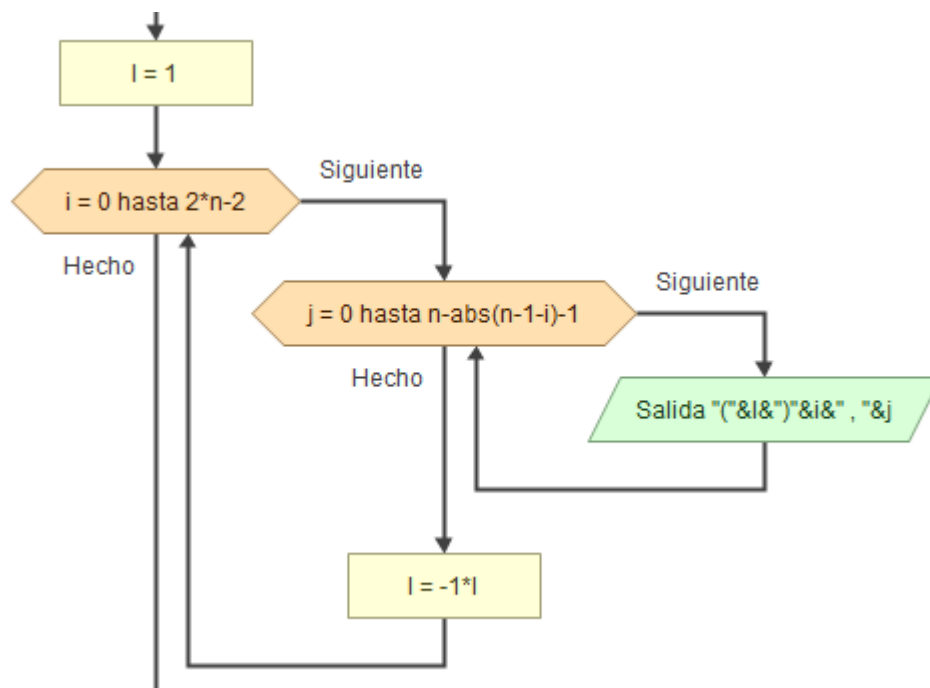 l = 1
Siguiente
i = 0 hasta 2*n-2
Hecho
Siguiente
j = 0 hasta n-abs(n-1-i)-1
Hecho
Salida "("&l&")"&i&" , "&j
l = -1*l